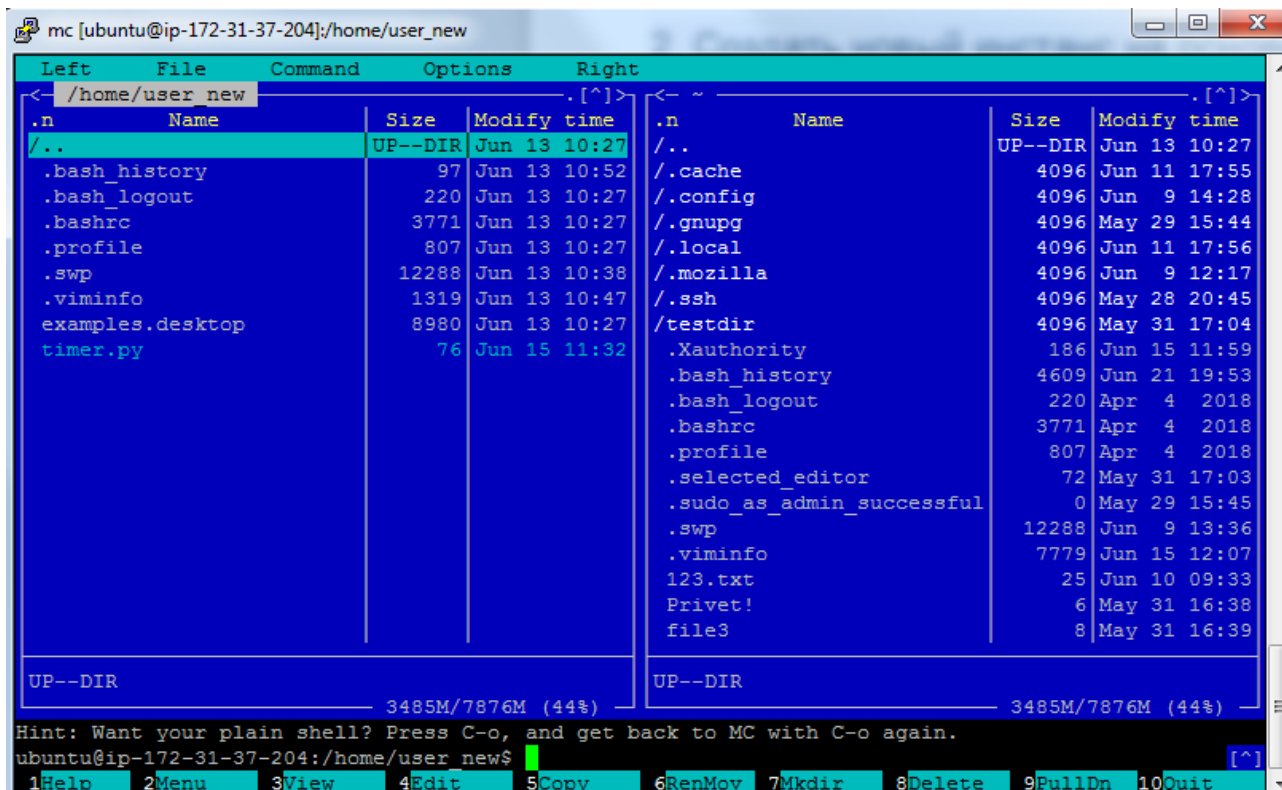 mc [ubuntu@ip-172-31-37-204]:/home/user_new
Left File Command Options Right
<- /home/user_new .[^]> <- ~ .[^]>
.n Name Size Modify time .n Name Size Modify time
/.. UP--DIR Jun 13 10:27 /.. UP--DIR Jun 13 10:27
.bash_history 97 Jun 13 10:52 /.cache 4096 Jun 11 17:55
.bash_logout 220 Jun 13 10:27 /.config 4096 Jun 9 14:28
.bashrc 3771 Jun 13 10:27 /.gnupg 4096 May 29 15:44
.profile 807 Jun 13 10:27 /.local 4096 Jun 11 17:56
.swp 12288 Jun 13 10:38 /.mozilla 4096 Jun 9 12:17
.viminfo 1319 Jun 13 10:47 /.ssh 4096 May 28 20:45
examples.desktop 8980 Jun 13 10:27 /testdir 4096 May 31 17:04
timer.py 76 Jun 15 11:32 .Xauthority 186 Jun 15 11:59
.bash_history 4609 Jun 21 19:53
.bash_logout 220 Apr 4 2018
.bashrc 3771 Apr 4 2018
.profile 807 Apr 4 2018
.selected_editor 72 May 31 17:03
.sudo_as_admin_successful 0 May 29 15:45
.swp 12288 Jun 9 13:36
.viminfo 7779 Jun 15 12:07
123.txt 25 Jun 10 09:33
Privet! 6 May 31 16:38
file3 8 May 31 16:39
UP--DIR UP--DIR
3485M/7876M (44%) 3485M/7876M (44%)
Hint: Want your plain shell? Press C-o, and get back to MC with C-o again.
ubuntu@ip-172-31-37-204:/home/user_new$ [^]
1Help 2Menu 3View 4Edit 5Copy 6RenMov 7Mkdir 8Delete 9PullDn 10Quit